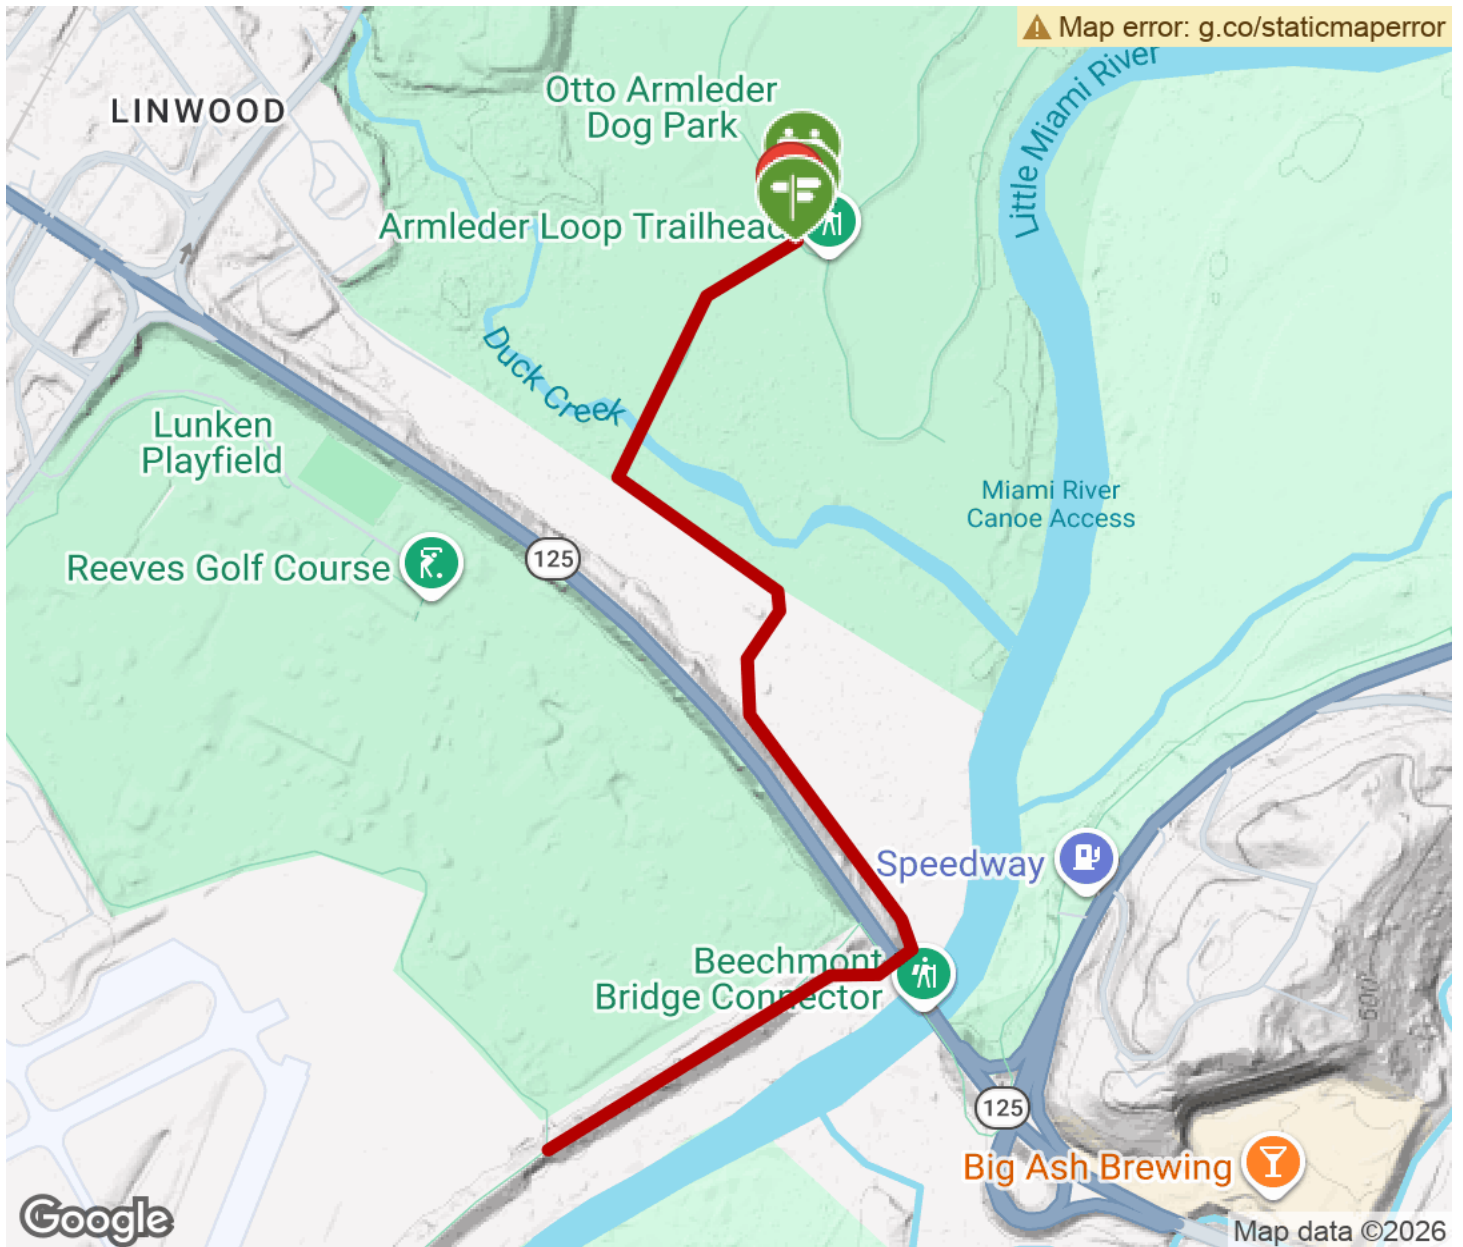 Map error: g.co/staticmaperror
LINWOOD
Otto Armleder
Dog Park
Little Miami River
Armleder Loop Trailhead
Duck Creek
Lunken
Playfield
Miami River
Canoe Access
125
Reeves Golf Course
Speedway
Beechmont
Bridge Connector
600
125
Big Ash Brewing
Google
Map data ©2026